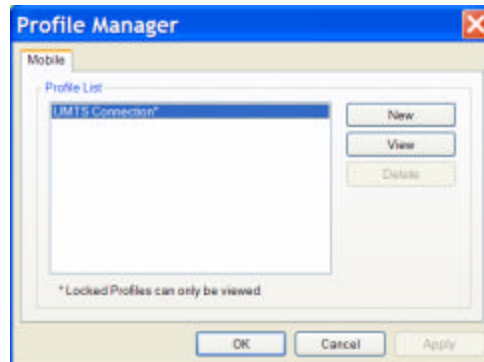 Profile Manager
Mobile
Profile List
UMTS Connection*
New
View
Delete
* Locked Profiles can only be viewed
OK
Cancel
Apply